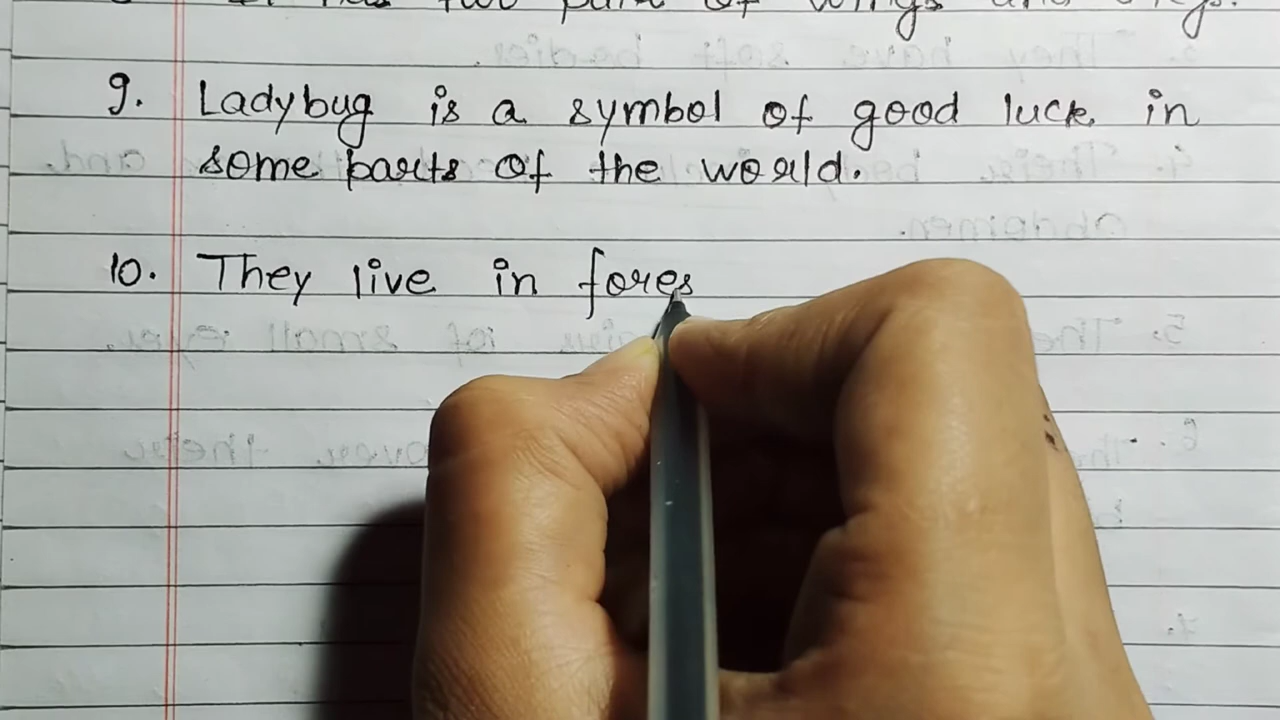 9. Ladybug is a symbol of good luck in
some parts of the world.
10. They live in fores